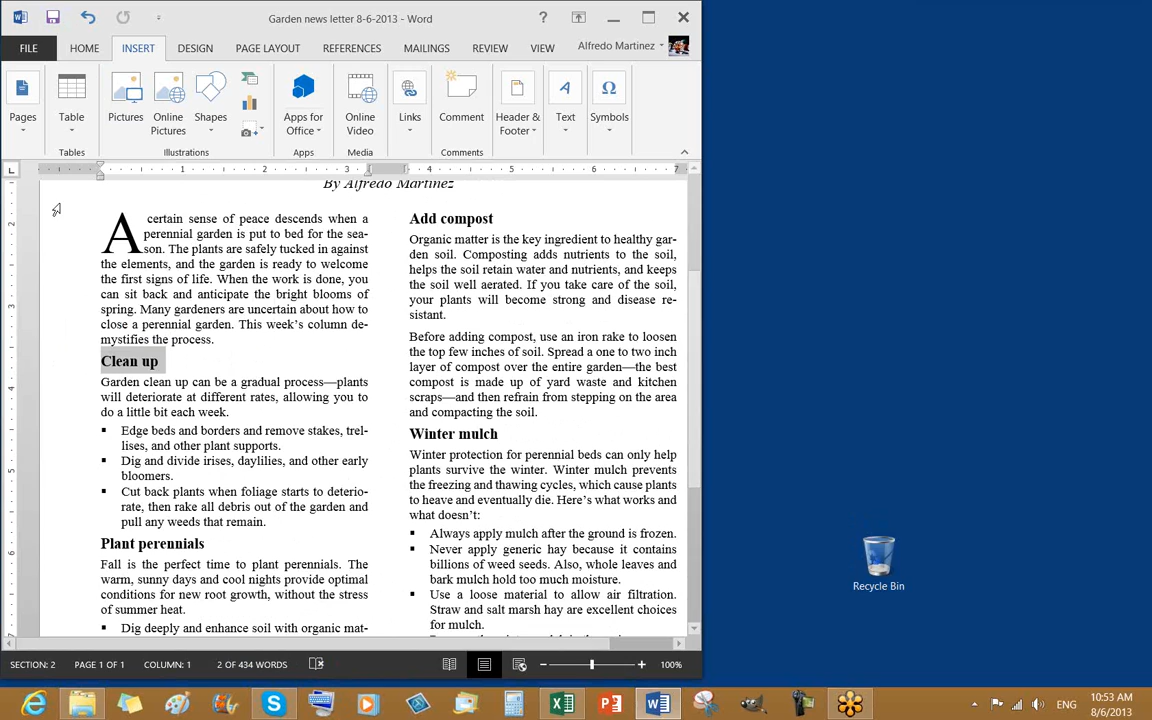 Garden news letter 8-6-2013 - Word
?
FILE HOME INSERT DESIGN PAGE LAYOUT REFERENCES MAILINGS REVIEW VIEW Alfredo Martinez
Pages Table Pictures Online Pictures Shapes Apps for Office Online Video Links Comment Header & Footer Text Symbols
Tables Illustrations Apps Media Comments
1 2 3 4 5 6 7
By Alfredo Martinez
A certain sense of peace descends when a
perennial garden is put to bed for the sea-
son. The plants are safely tucked in against
the elements, and the garden is ready to welcome
the first signs of life. When the work is done, you
can sit back and anticipate the bright blooms of
spring. Many gardeners are uncertain about how to
close a perennial garden. This week's column de-
mystifies the process.
Clean up
Garden clean up can be a gradual process—plants
will deteriorate at different rates, allowing you to
do a little bit each week.
▪ Edge beds and borders and remove stakes, trel-
lises, and other plant supports.
▪ Dig and divide irises, daylilies, and other early
bloomers.
▪ Cut back plants when foliage starts to deterio-
rate, then rake all debris out of the garden and
pull any weeds that remain.
Plant perennials
Fall is the perfect time to plant perennials. The
warm, sunny days and cool nights provide optimal
conditions for new root growth, without the stress
of summer heat.
▪ Dig deeply and enhance soil with organic mat-
Add compost
Organic matter is the key ingredient to healthy gar-
den soil. Composting adds nutrients to the soil,
helps the soil retain water and nutrients, and keeps
the soil well aerated. If you take care of the soil,
your plants will become strong and disease re-
sistant.
Before adding compost, use an iron rake to loosen
the top few inches of soil. Spread a one to two inch
layer of compost over the entire garden—the best
compost is made up of yard waste and kitchen
scraps—and then refrain from stepping on the area
and compacting the soil.
Winter mulch
Winter protection for perennial beds can only help
plants survive the winter. Winter mulch prevents
the freezing and thawing cycles, which cause plants
to heave and eventually die. Here's what works and
what doesn't:
▪ Always apply mulch after the ground is frozen.
▪ Never apply generic hay because it contains
billions of weed seeds. Also, whole leaves and
bark mulch hold too much moisture.
▪ Use a loose material to allow air filtration.
Straw and salt marsh hay are excellent choices
for mulch.
SECTION: 2 PAGE 1 OF 1 COLUMN: 1 2 OF 434 WORDS 100%
Recycle Bin
ENG
10:53 AM
8/6/2013